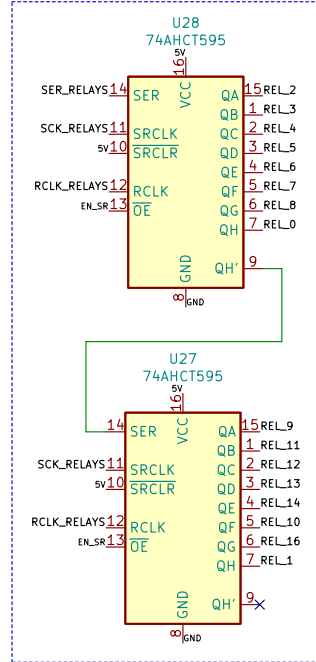 U28
74AHCT595
5V
16
VCC
SER_RELAYS 14 SER QA 15 REL_2
QB 1 REL_3
SCK_RELAYS 11 SRCLK QC 2 REL_4
5V 10 SRCLR QD 3 REL_5
QE 4 REL_6
RCLK_RELAYS 12 RCLK QF 5 REL_7
EN_SR 13 OE QG 6 REL_8
QH 7 REL_0
GND QH' 9
8 GND
U27
74AHCT595
5V
16
VCC
14 SER QA 15 REL_9
QB 1 REL_11
SCK_RELAYS 11 SRCLK QC 2 REL_12
5V 10 SRCLR QD 3 REL_13
QE 4 REL_14
RCLK_RELAYS 12 RCLK QF 5 REL_10
EN_SR 13 OE QG 6 REL_16
QH 7 REL_1
GND QH' 9
8 GND